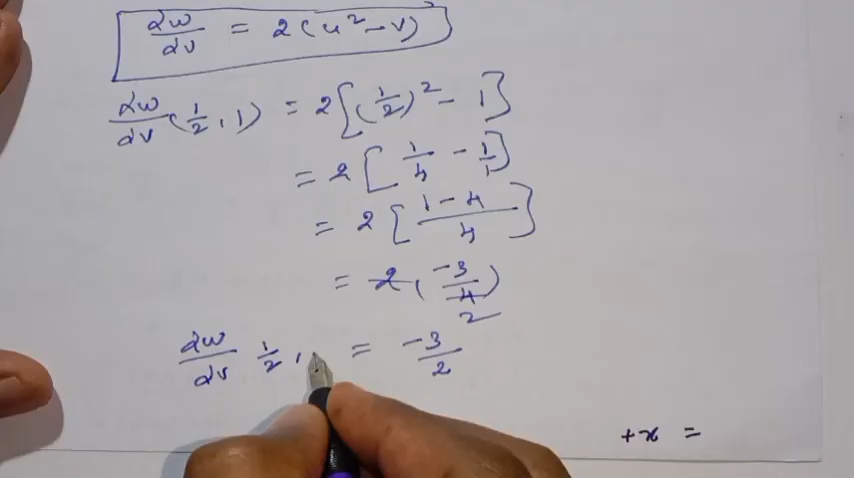 ∂w/∂v = 2(u² - v)
∂w/∂v (1/2, 1) = 2[(1/2)² - 1]
= 2[1/4 - 1/1]
= 2[(1-4)/4]
= 2(-3/4)
2
∂w/∂v 1/2, = -3/2
+x =